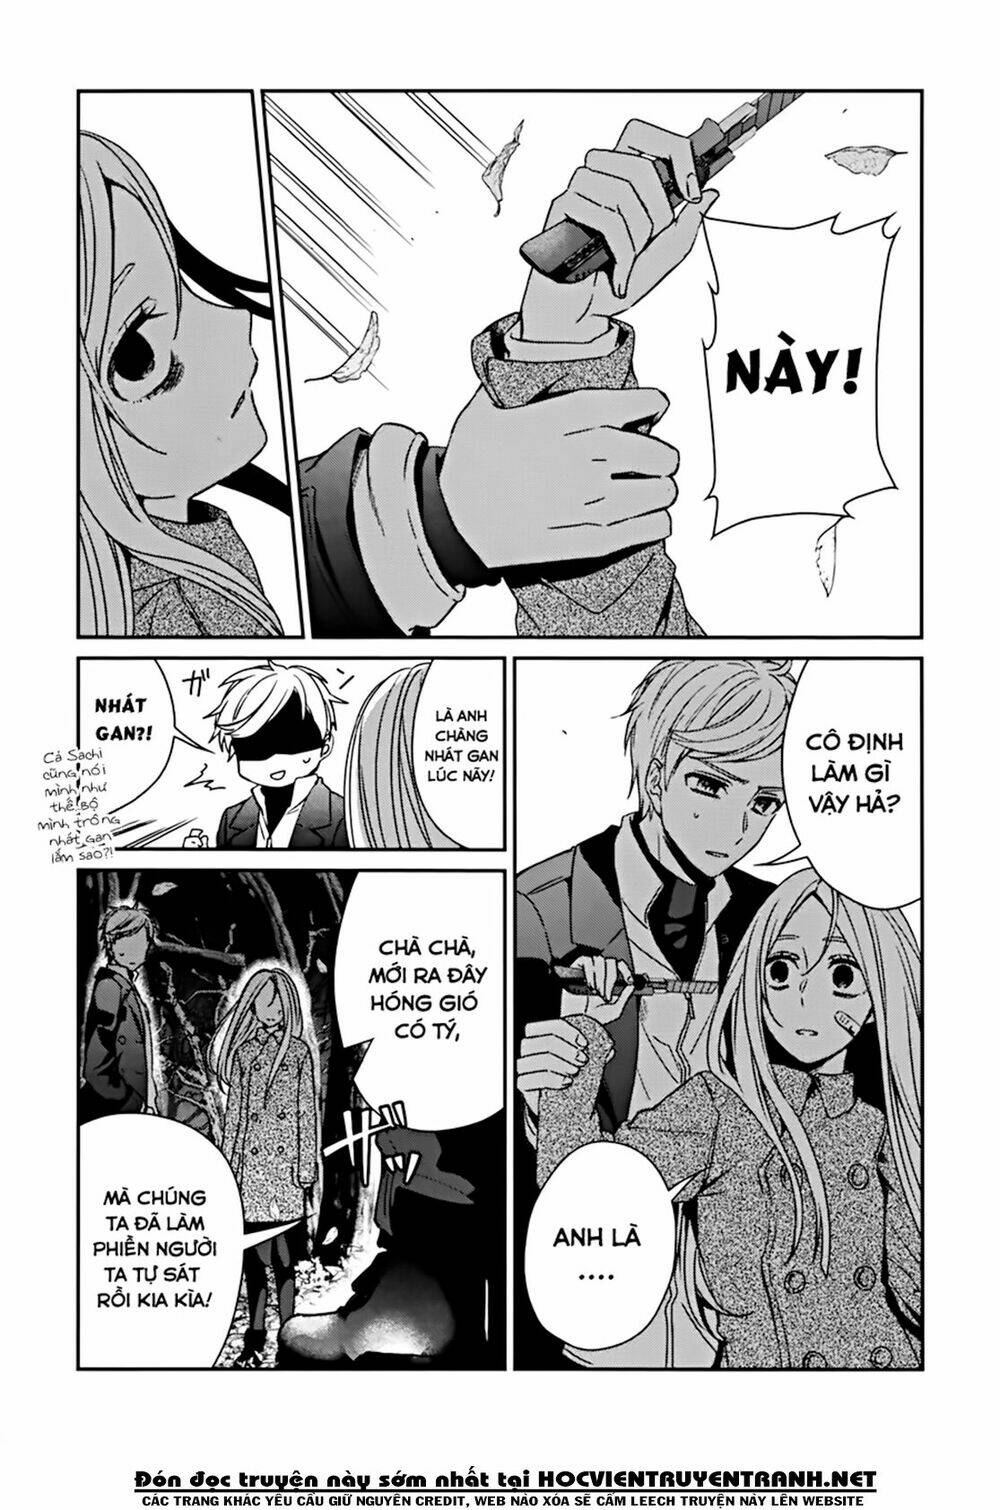 NÀY!
CÔ ĐỊNH
LÀM GÌ
VẬY HẢ?
ANH LÀ
....
LÀ ANH
CHÀNG
NHÁT GAN
LÚC NÃY!
ガ
NHÁT
GAN?!
Cả Sachi
cũng nói
mình như
thế. Bộ
mình trông
nhát gan
lắm sao?!
CHÀ CHÀ,
MỚI RA ĐÂY
HÓNG GIÓ
CÓ TÝ,
MÀ CHÚNG
TA ĐÃ LÀM
PHIỀN NGƯỜI
TA TỰ SÁT
RỒI KIA KÌA!
Đón đọc truyện này sớm nhất tại HOCVIENTRUYENTRANH.NET
CÁC TRANG KHÁC YÊU CẦU GIỮ NGUYÊN CREDIT, WEB NÀO XÓA SẼ CẤM LEECH TRUYỆN NÀY LÊN WEBSITE